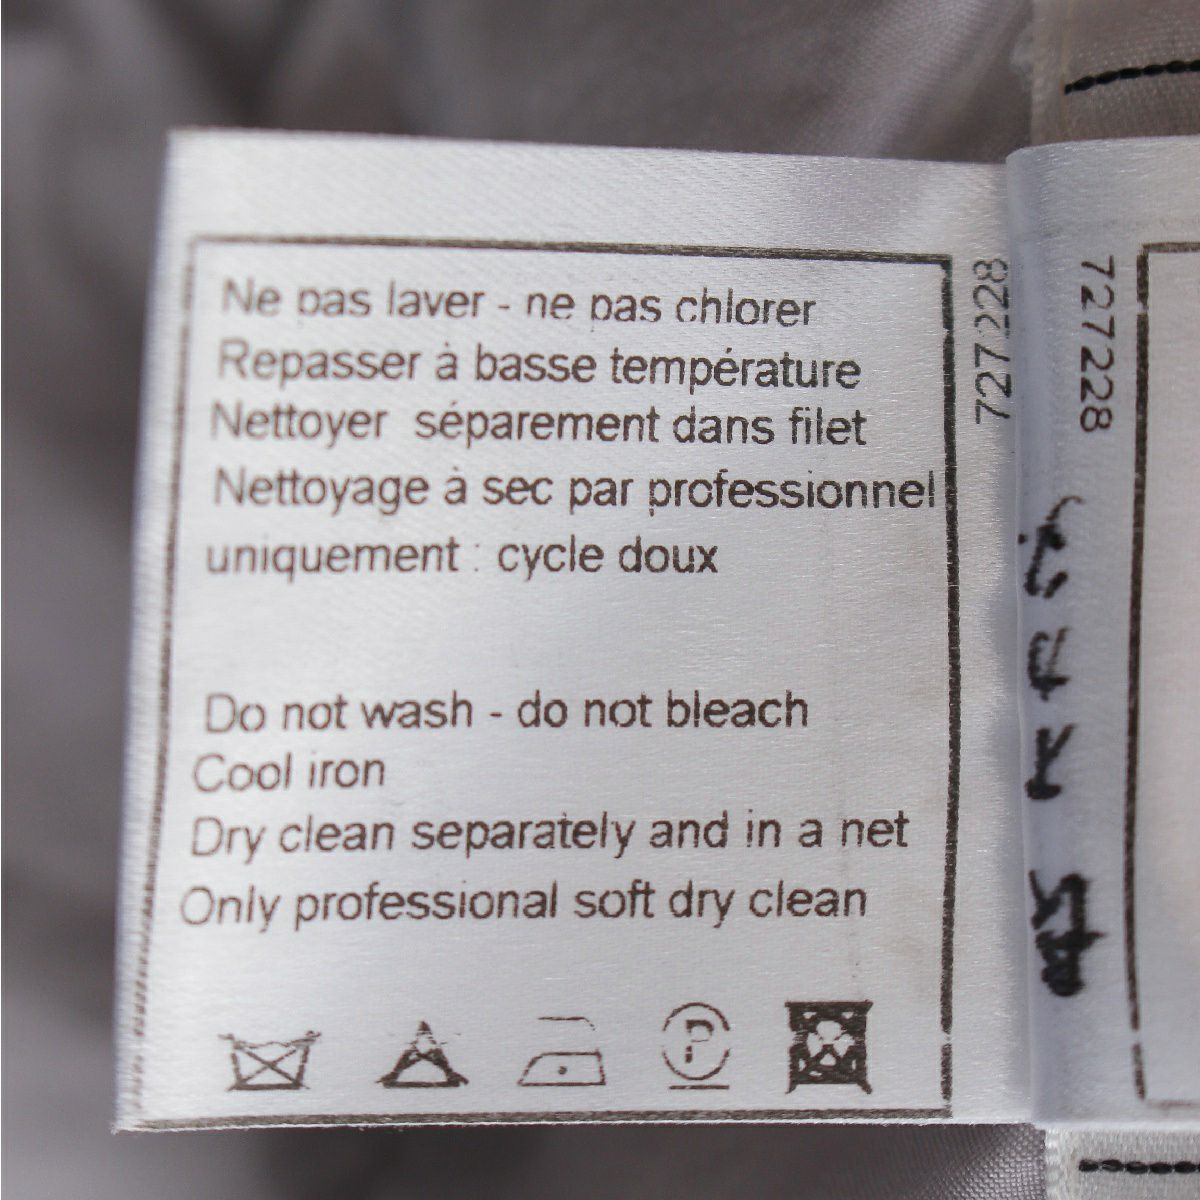 Ne pas laver - ne pas chlorer
Repasser à basse température
Nettoyer séparement dans filet
Nettoyage à sec par professionnel
uniquement : cycle doux
Do not wash - do not bleach
Cool iron
Dry clean separately and in a net
Only professional soft dry clean
P
727228
727228